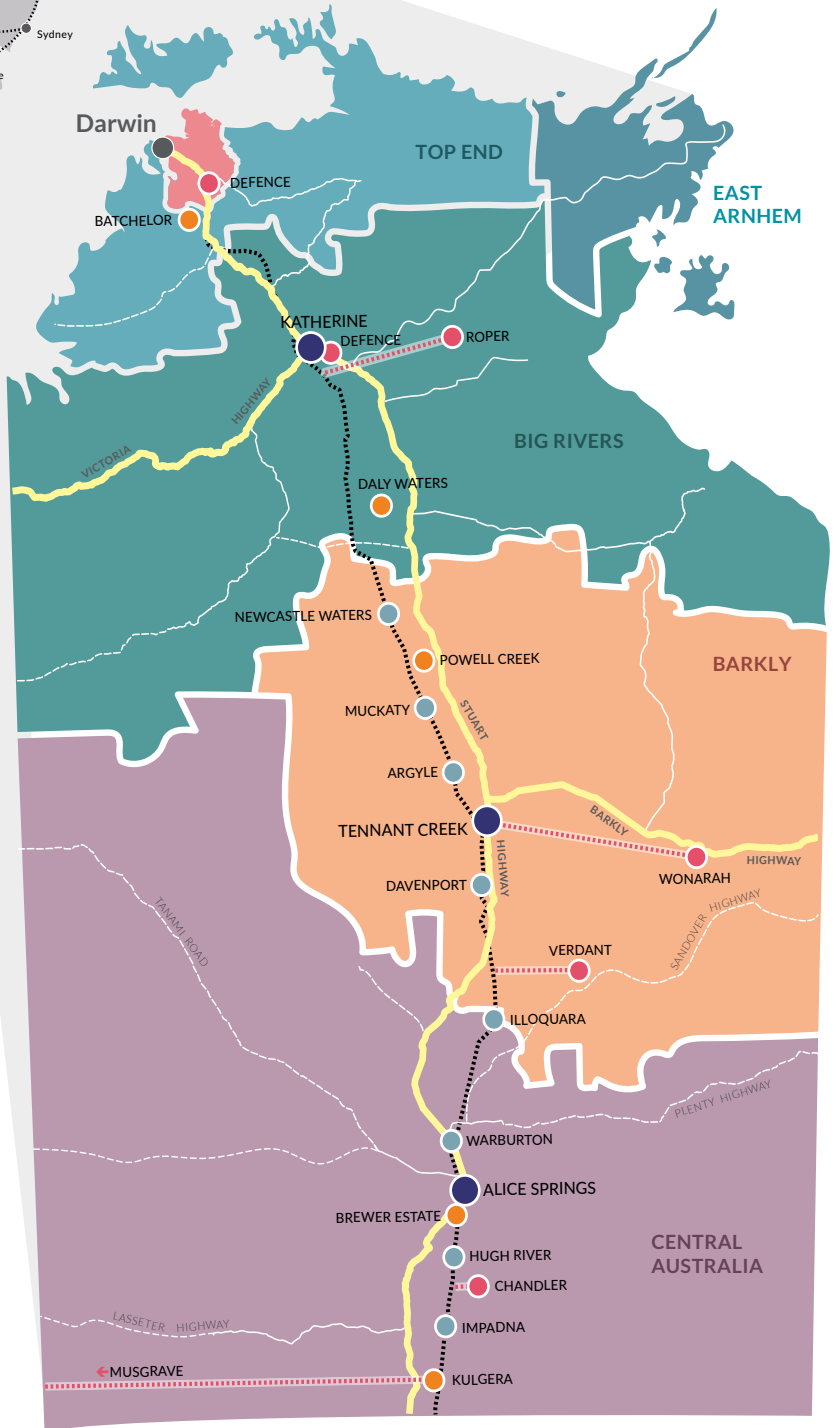 Sydney
e
Darwin
TOP END
DEFENCE
EAST
ARNHEM
BATCHELOR
KATHERINE
DEFENCE
ROPER
HIGHWAY
VICTORIA
BIG RIVERS
DALY WATERS
NEWCASTLE WATERS
POWELL CREEK
BARKLY
MUCKATY
STUART
ARGYLE
BARKLY
TENNANT CREEK
HIGHWAY
HIGHWAY
WONARAH
DAVENPORT
SANDOVER HIGHWAY
TANAMI ROAD
VERDANT
ILLOQUARA
PLENTY HIGHWAY
WARBURTON
ALICE SPRINGS
BREWER ESTATE
CENTRAL
AUSTRALIA
HUGH RIVER
CHANDLER
LASSETER HIGHWAY
IMPADNA
MUSGRAVE
KULGERA